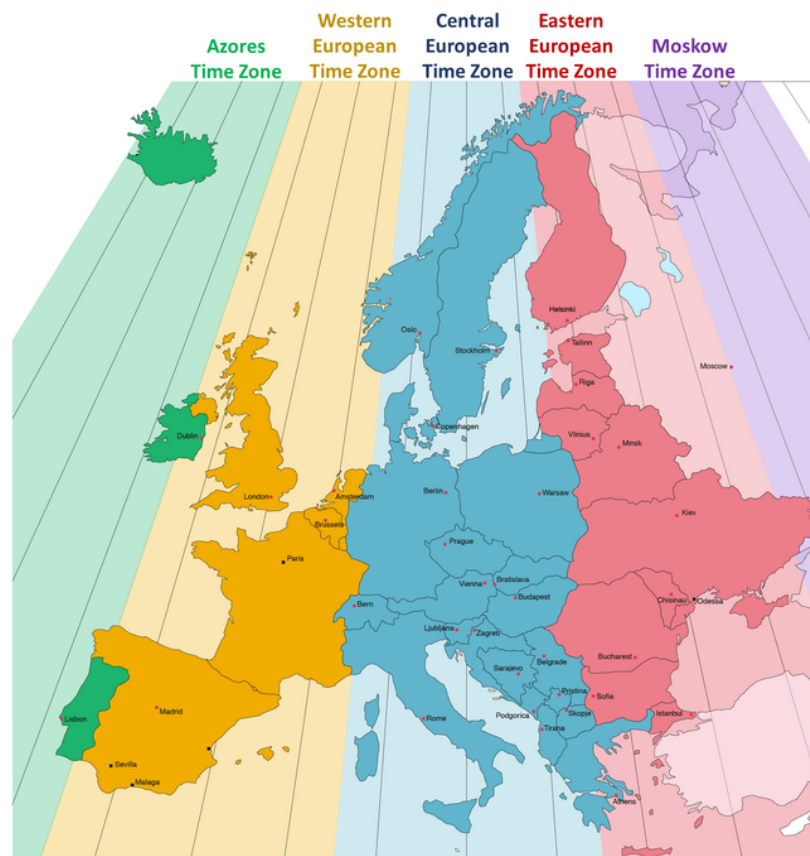 Azores
Time Zone
Western
European
Time Zone
Central
European
Time Zone
Eastern
European
Time Zone
Moskow
Time Zone
Helsinki
Oslo
Tallinn
Stockholm
Moscow
Riga
Copenhagen
Dublin
Vilnius
Minsk
Berlin
Warsaw
London
Amsterdam
Kiev
Brussels
Prague
Paris
Vienna
Bratislava
Budapest
Chisinau
Odessa
Bern
Ljubljana
Zagreb
Belgrade
Bucharest
Sarajevo
Pristina
Sofia
Madrid
Lisbon
Podgorica
Skopje
Istanbul
Rome
Tirana
Sevilla
Malaga
Athens